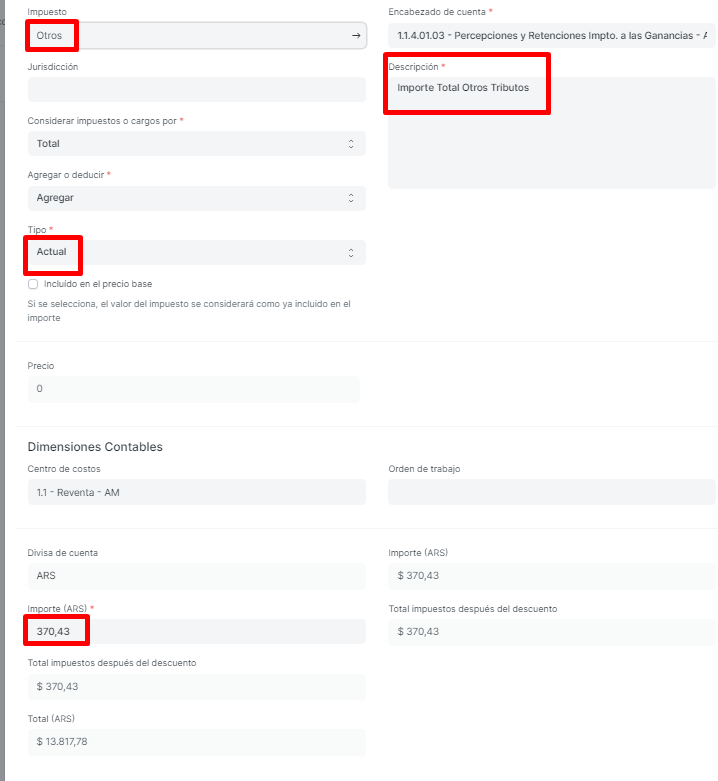 Impuesto
Otros
Jurisdicción
Considerar impuestos o cargos por *
Total
Agregar o deducir *
Agregar
Tipo *
Actual
Incluído en el precio base
Si se selecciona, el valor del impuesto se considerará como ya incluido en el
importe
Encabezado de cuenta *
1.1.4.01.03 - Percepciones y Retenciones Impto. a las Ganancias - A
Descripción *
Importe Total Otros Tributos
Precio
0
Dimensiones Contables
Centro de costos
1.1 - Reventa - AM
Orden de trabajo
Divisa de cuenta
ARS
Importe (ARS) *
370,43
Total impuestos después del descuento
$ 370,43
Total (ARS)
$ 13.817,78
Importe (ARS)
$ 370,43
Total impuestos después del descuento
$ 370,43